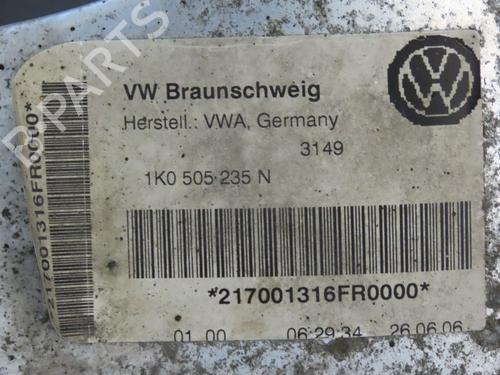 VW Braunschweig
Herstell.: VWA, Germany
3149
1K0 505 235 N
*217001316FR0000*
01 00 06:29:34 26.06.06
*217001316FR0000*
B-PARTS